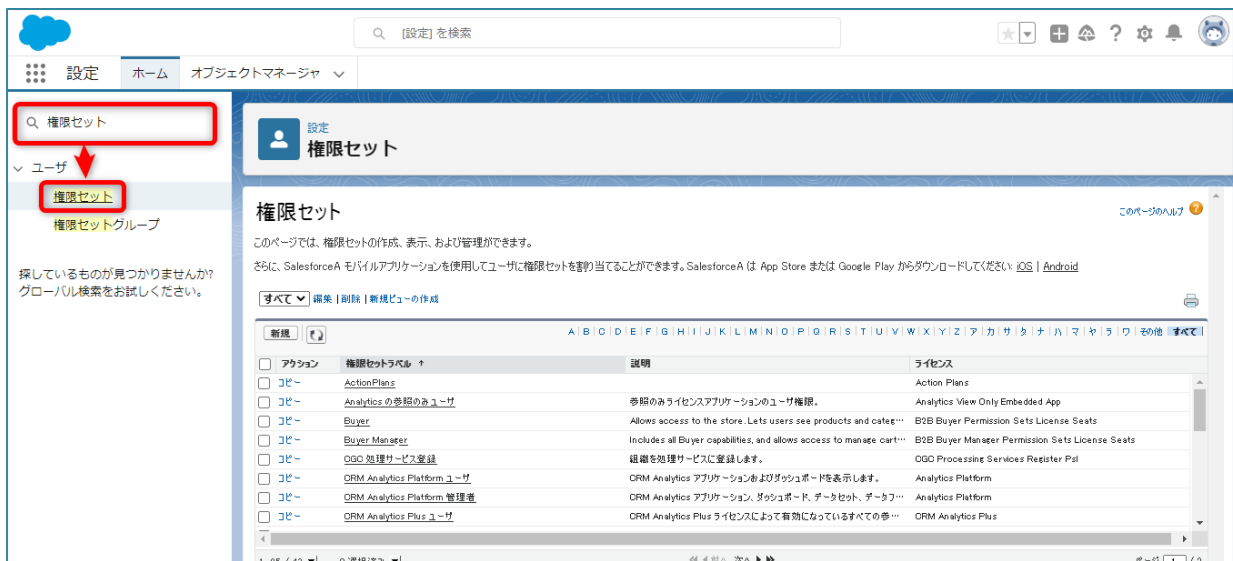 [設定] を検索
設定 ホーム オブジェクトマネージャ
権限セット
ユーザ
権限セット
権限セットグループ
探しているものが見つかりませんか?
グローバル検索をお試しください。
設定
権限セット
権限セット
このページのヘルプ
このページでは、権限セットの作成、表示、および管理ができます。
さらに、SalesforceA モバイルアプリケーションを使用してユーザに権限セットを割り当てることができます。SalesforceA は App Store または Google Play からダウンロードしてください: iOS | Android
すべて 編集 | 削除 | 新規ビューの作成
新規 A | B | C | D | E | F | G | H | I | J | K | L | M | N | O | P | Q | R | S | T | U | V | W | X | Y | Z | ア | カ | サ | タ | ナ | ハ | マ | ヤ | ラ | ワ | その他 | すべて
アクション 権限セットラベル ↑ 説明 ライセンス
コピー ActionPlans Action Plans
コピー Analytics の参照のみユーザ 参照のみライセンスアプリケーションのユーザ権限。 Analytics View Only Embedded App
コピー Buyer Allows access to the store. Lets users see products and categ… B2B Buyer Permission Sets License Seats
コピー Buyer Manager Includes all Buyer capabilities, and allows access to manage cart… B2B Buyer Manager Permission Sets License Seats
コピー OGO 処理サービス登録 組織を処理サービスに登録します。 OGO Processing Services Register Psl
コピー CRM Analytics Platform ユーザ CRM Analytics アプリケーションおよびダッシュボードを表示します。 Analytics Platform
コピー CRM Analytics Platform 管理者 CRM Analytics アプリケーション、ダッシュボード、データセット、データフ… Analytics Platform
コピー CRM Analytics Plus ユーザ CRM Analytics Plus ライセンスによって有効になっているすべての参… CRM Analytics Plus